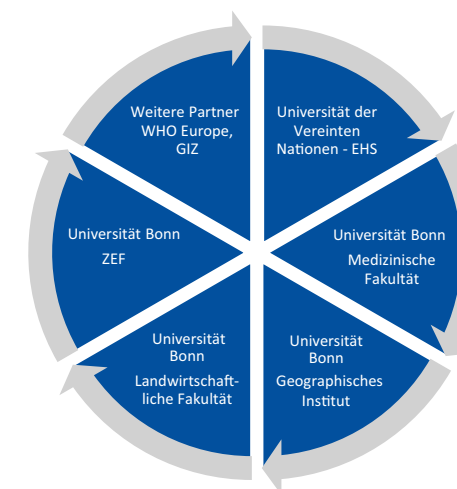 Weitere Partner
WHO Europe,
GIZ
Universität der
Vereinten
Nationen - EHS
Universität Bonn
ZEF
Universität Bonn
Medizinische
Fakultät
Universität
Bonn
Landwirtschaft-
liche Fakultät
Universität
Bonn
Geographisches
Institut